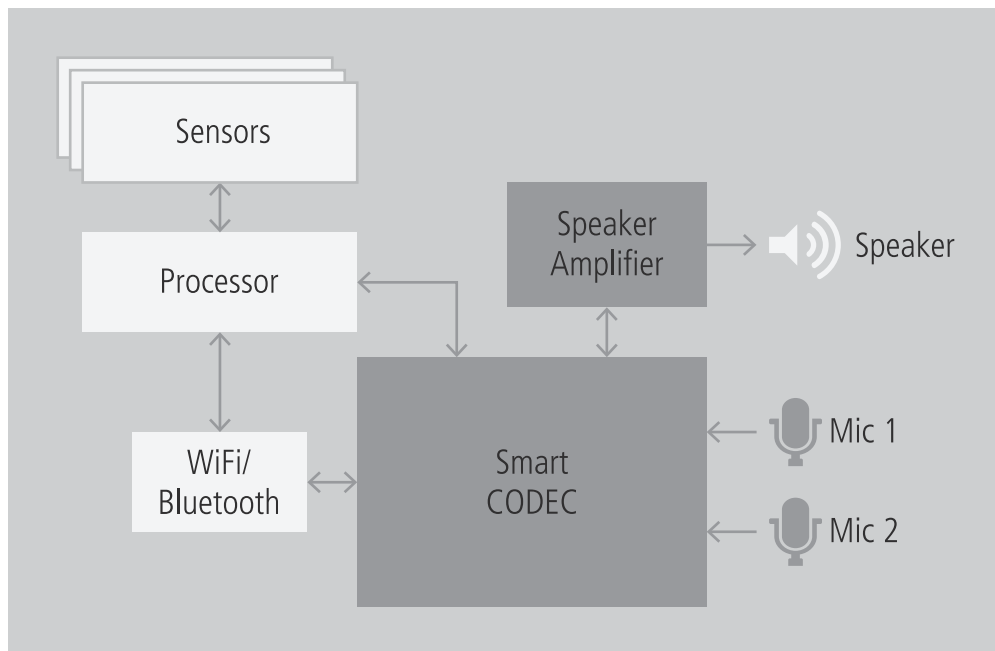 Sensors
Speaker
Amplifier
Speaker
Processor
WiFi/
Bluetooth
Smart
CODEC
Mic 1
Mic 2